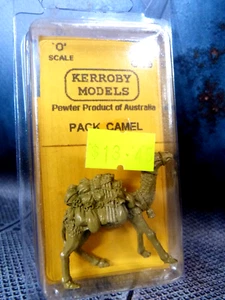 "O"
SCALE
KERROBY
MODELS
Pewter Product of Australia
PACK CAMEL